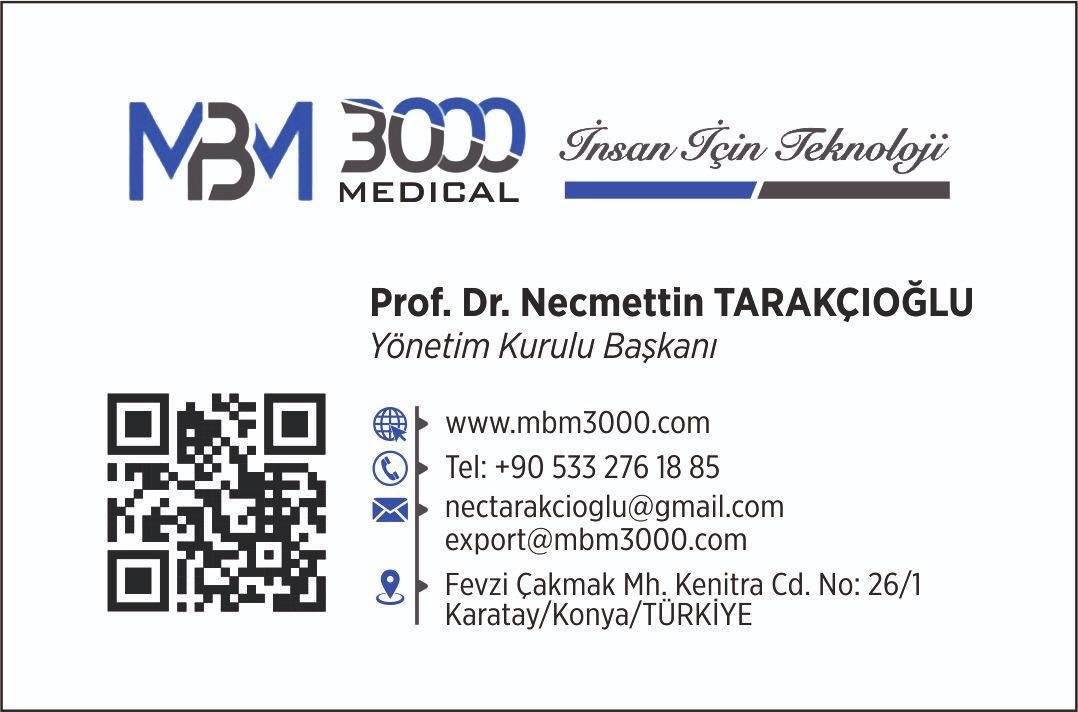 MBM 3000 MEDICAL
İnsan İçin Teknoloji
Prof. Dr. Necmettin TARAKÇIOĞLU
Yönetim Kurulu Başkanı
www.mbm3000.com
Tel: +90 533 276 18 85
nectarakcioglu@gmail.com
export@mbm3000.com
Fevzi Çakmak Mh. Kenitra Cd. No: 26/1
Karatay/Konya/TÜRKİYE